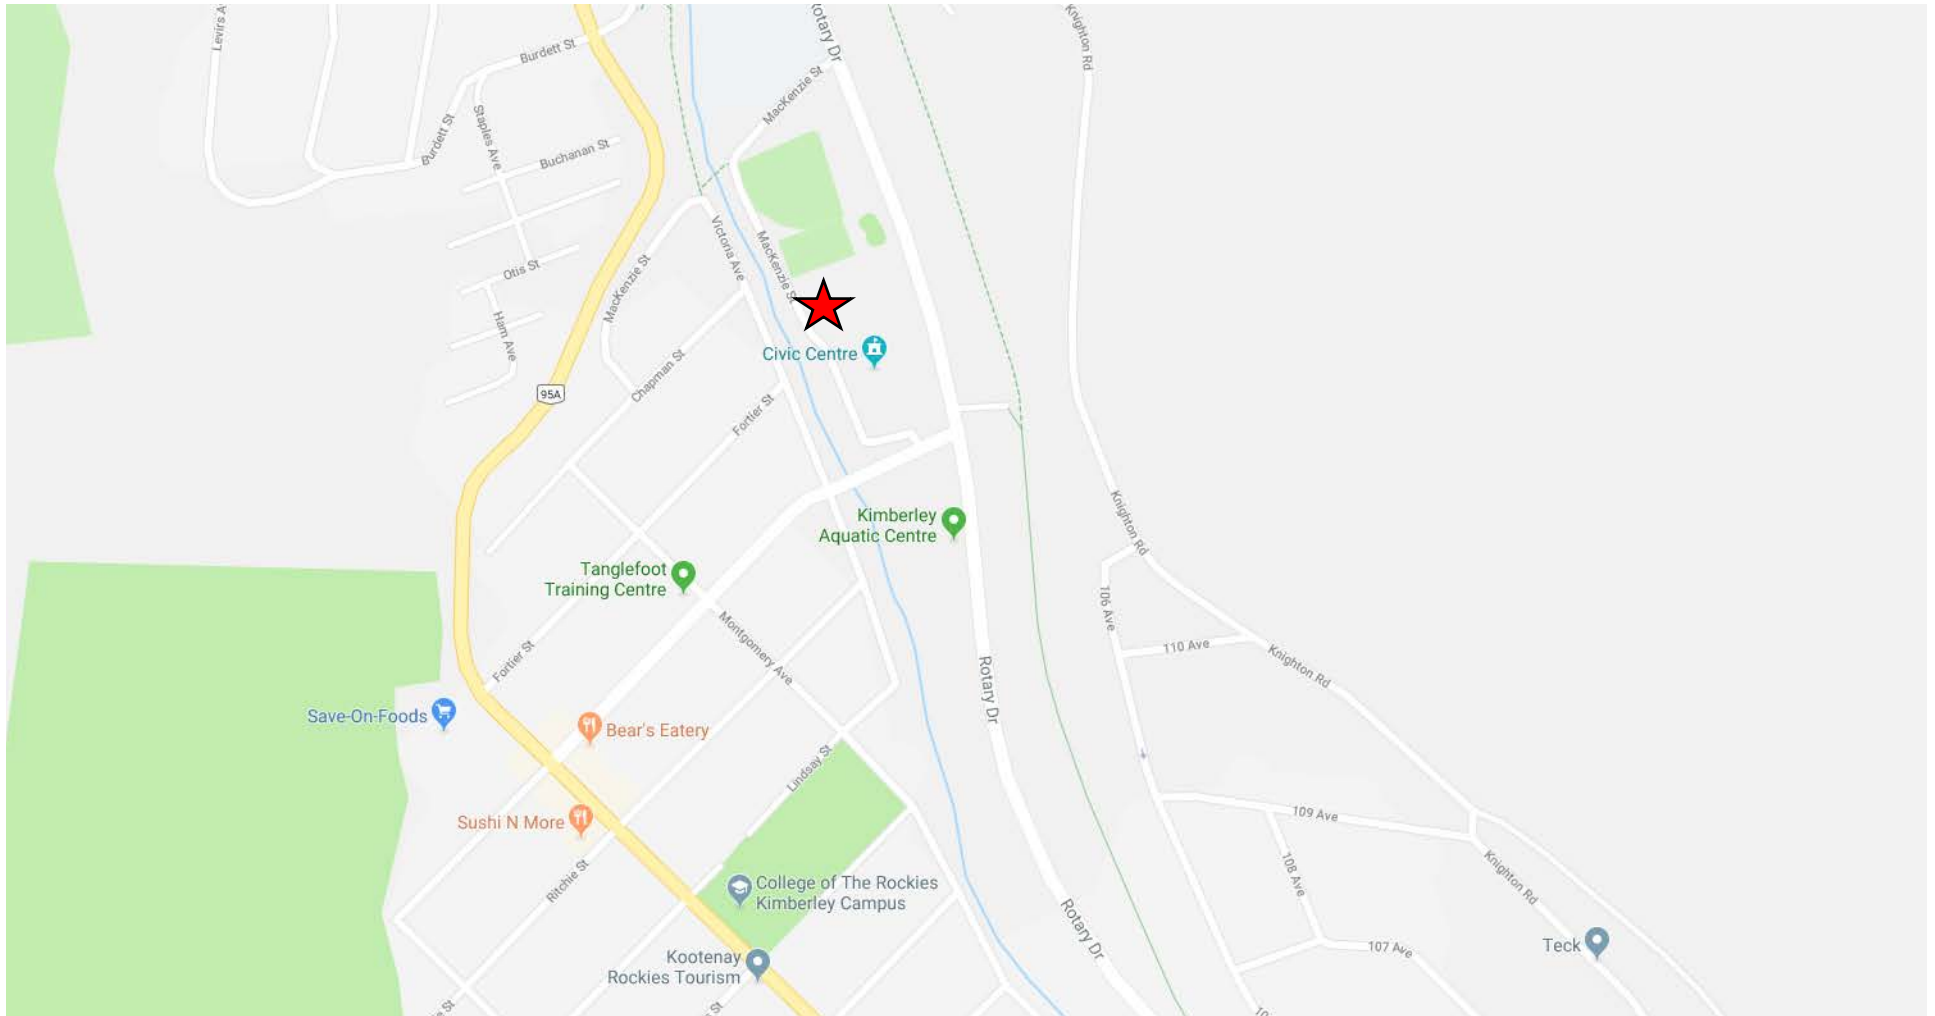 Levirs A
Burdett St
Rotary Dr
Knighton Rd
MacKenzie St
Burdett St
Staples Ave
Buchanan St
Victoria Ave
MacKenzie St
Otis St
MacKenzie St
Ham Ave
Civic Centre
Chapman St
95A
Fortier St
Kimberley
Aquatic Centre
Knighton Rd
Tanglefoot
Training Centre
106 Ave
Montgomery Ave
110 Ave
Knighton Rd
Fortier St
Rotary Dr
Save-On-Foods
Bear's Eatery
Lindsay St
Sushi N More
109 Ave
Ritchie St
108 Ave
Knighton Rd
College of The Rockies
Kimberley Campus
Rotary Dr
107 Ave
Teck
Kootenay
Rockies Tourism
St
St
10